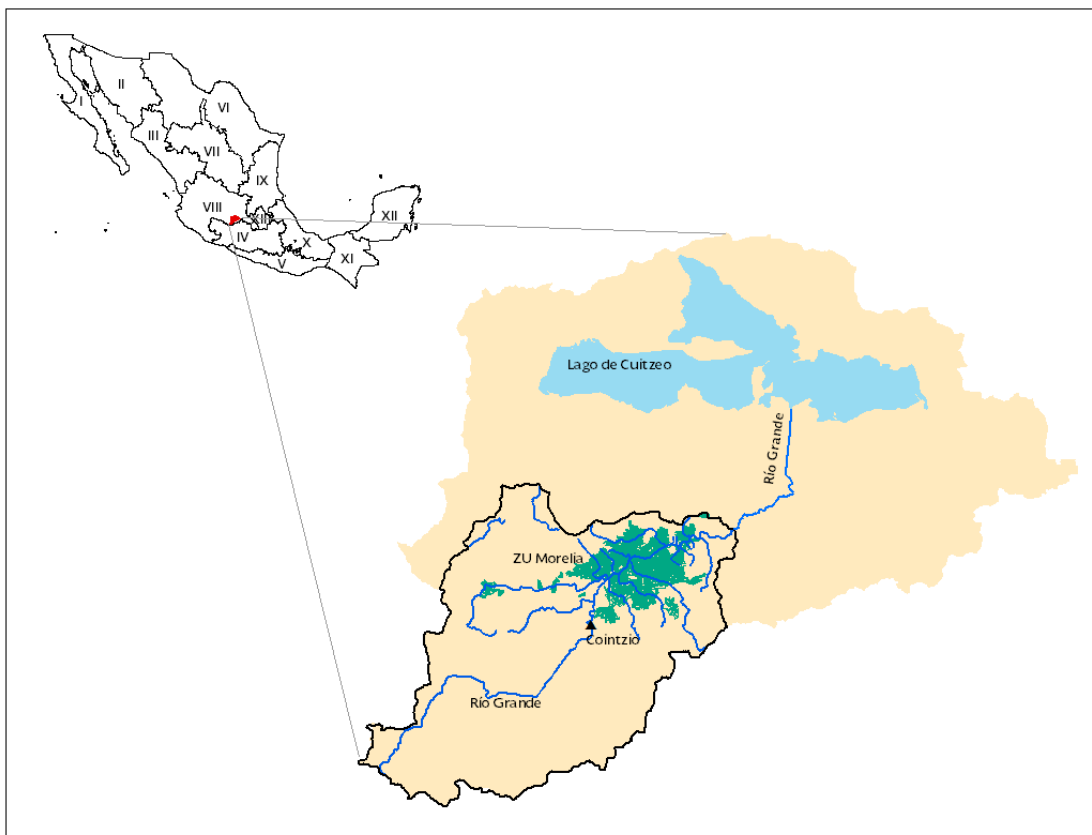 I
II
III
VI
VII
IX
VIII
XIII
XII
IV
X
V
XI
Lago de Cuitzeo
Río Grande
ZU Morelia
Cointzio
Río Grande